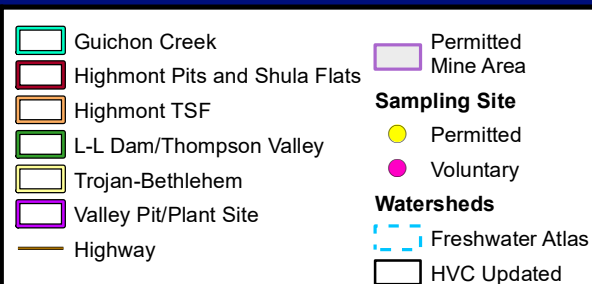 Guichon Creek
Highmont Pits and Shula Flats
Highmont TSF
L-L Dam/Thompson Valley
Trojan-Bethlehem
Valley Pit/Plant Site
Highway
Permitted
Mine Area
Sampling Site
Permitted
Voluntary
Watersheds
Freshwater Atlas
HVC Updated